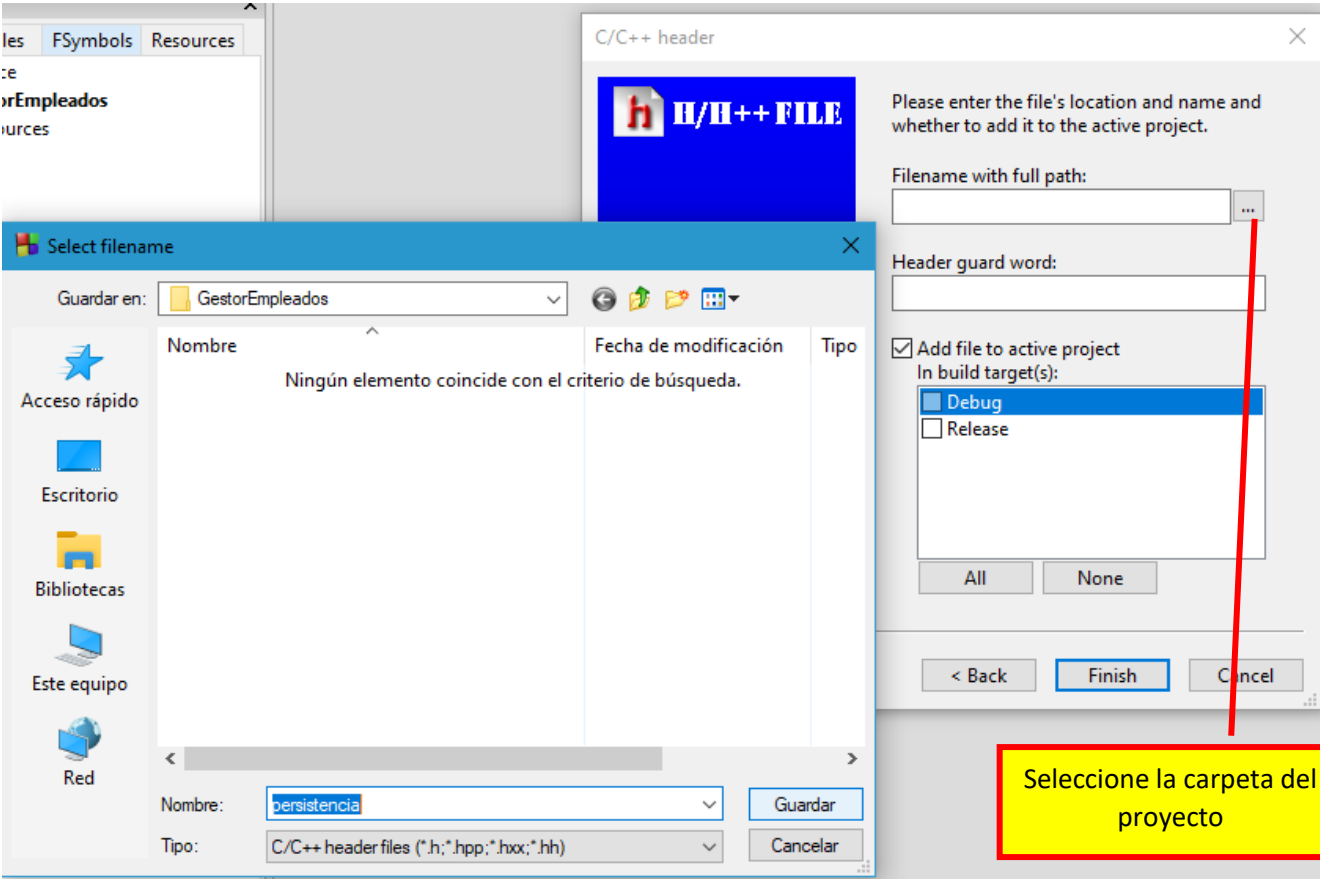 les FSymbols Resources
ce
orEmpleados
ources
C/C++ header
H/H++ FILE
Please enter the file's location and name and
whether to add it to the active project.
Filename with full path:
...
Header guard word:
Add file to active project
In build target(s):
Debug
Release
All None
< Back Finish Cancel
Select filename
Guardar en: GestorEmpleados
Nombre Fecha de modificación Tipo
Ningún elemento coincide con el criterio de búsqueda.
Acceso rápido
Escritorio
Bibliotecas
Este equipo
Red
Nombre: persistencia Guardar
Tipo: C/C++ header files (*.h;*.hpp;*.hxx;*.hh) Cancelar
Seleccione la carpeta del
proyecto